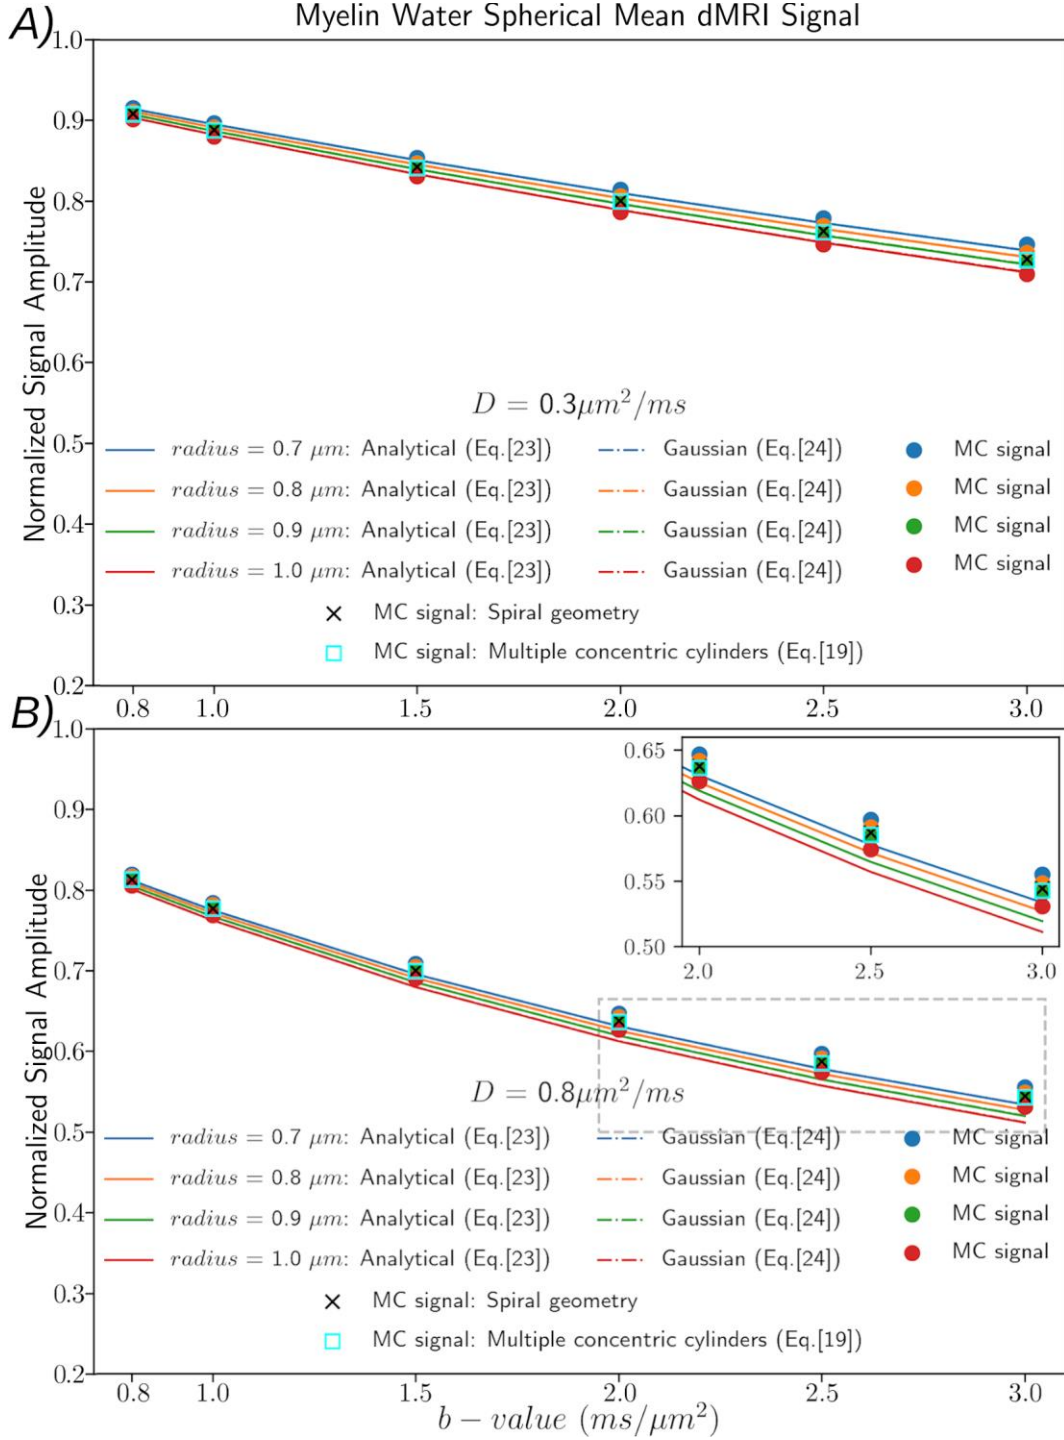 Myelin Water Spherical Mean dMRI Signal
A)
Normalized Signal Amplitude
1.0
0.9
0.8
0.7
0.6
0.5
0.4
0.3
0.2
D = 0.3μm²/ms
radius = 0.7 μm: Analytical (Eq.[23]) Gaussian (Eq.[24]) MC signal
radius = 0.8 μm: Analytical (Eq.[23]) Gaussian (Eq.[24]) MC signal
radius = 0.9 μm: Analytical (Eq.[23]) Gaussian (Eq.[24]) MC signal
radius = 1.0 μm: Analytical (Eq.[23]) Gaussian (Eq.[24]) MC signal
MC signal: Spiral geometry
MC signal: Multiple concentric cylinders (Eq.[19])
0.8 1.0 1.5 2.0 2.5 3.0
B)
Normalized Signal Amplitude
1.0
0.9
0.8
0.7
0.6
0.5
0.4
0.3
0.2
0.65
0.60
0.55
0.50
2.0 2.5 3.0
D = 0.8μm²/ms
radius = 0.7 μm: Analytical (Eq.[23]) Gaussian (Eq.[24]) MC signal
radius = 0.8 μm: Analytical (Eq.[23]) Gaussian (Eq.[24]) MC signal
radius = 0.9 μm: Analytical (Eq.[23]) Gaussian (Eq.[24]) MC signal
radius = 1.0 μm: Analytical (Eq.[23]) Gaussian (Eq.[24]) MC signal
MC signal: Spiral geometry
MC signal: Multiple concentric cylinders (Eq.[19])
0.8 1.0 1.5 2.0 2.5 3.0
b − value (ms/μm²)